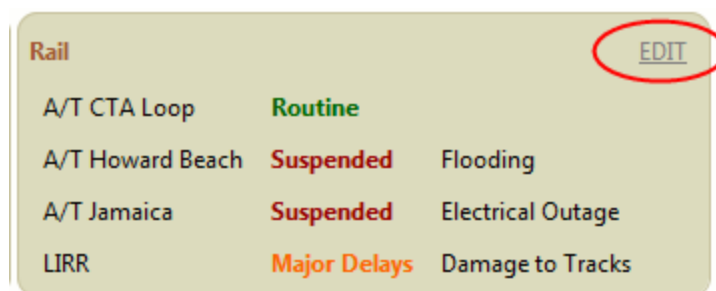 Rail EDIT
A/T CTA Loop Routine
A/T Howard Beach Suspended Flooding
A/T Jamaica Suspended Electrical Outage
LIRR Major Delays Damage to Tracks